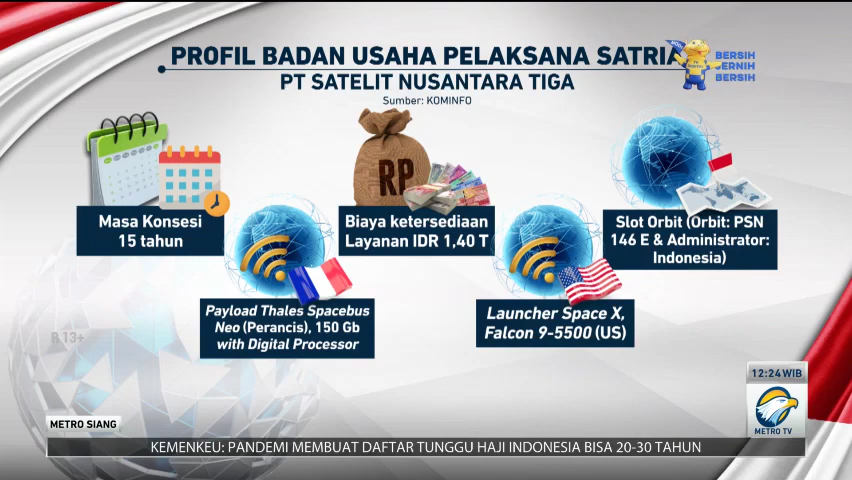 PROFIL BADAN USAHA PELAKSANA SATRIA
PT SATELIT NUSANTARA TIGA
Sumber: KOMINFO
BERSIH
BERSIH
RP
Masa Konsesi
15 tahun
Biaya ketersediaan
Layanan IDR 1,40 T
Slot Orbit (Orbit: PSN
146 E & Administrator:
Indonesia)
Payload Thales Spacebus
Neo (Perancis), 150 Gb
with Digital Processor
Launcher Space X,
Falcon 9-5500 (US)
R 13+
12:24 WIB
METRO TV
METRO SIANG
KEMENKEU: PANDEMI MEMBUAT DAFTAR TUNGGU HAJI INDONESIA BISA 20-30 TAHUN